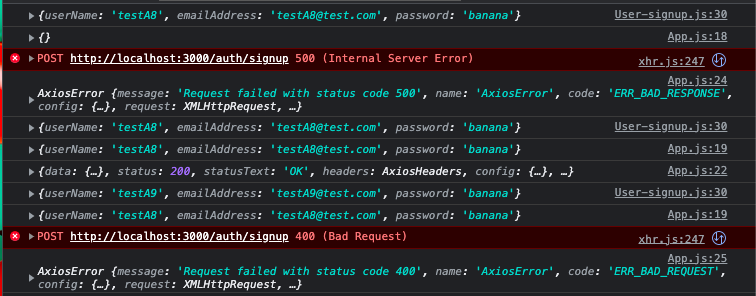 {userName: 'testA8', emailAddress: 'testA8@test.com', password: 'banana'} User-signup.js:30
{} App.js:18
POST http://localhost:3000/auth/signup 500 (Internal Server Error) xhr.js:247
App.js:24
AxiosError {message: 'Request failed with status code 500', name: 'AxiosError', code: 'ERR_BAD_RESPONSE',
config: {…}, request: XMLHttpRequest, …}
{userName: 'testA8', emailAddress: 'testA8@test.com', password: 'banana'} User-signup.js:30
{userName: 'testA8', emailAddress: 'testA8@test.com', password: 'banana'} App.js:19
{data: {…}, status: 200, statusText: 'OK', headers: AxiosHeaders, config: {…}, …} App.js:22
{userName: 'testA9', emailAddress: 'testA9@test.com', password: 'banana'} User-signup.js:30
{userName: 'testA8', emailAddress: 'testA8@test.com', password: 'banana'} App.js:19
POST http://localhost:3000/auth/signup 400 (Bad Request) xhr.js:247
App.js:25
AxiosError {message: 'Request failed with status code 400', name: 'AxiosError', code: 'ERR_BAD_REQUEST',
config: {…}, request: XMLHttpRequest, …}